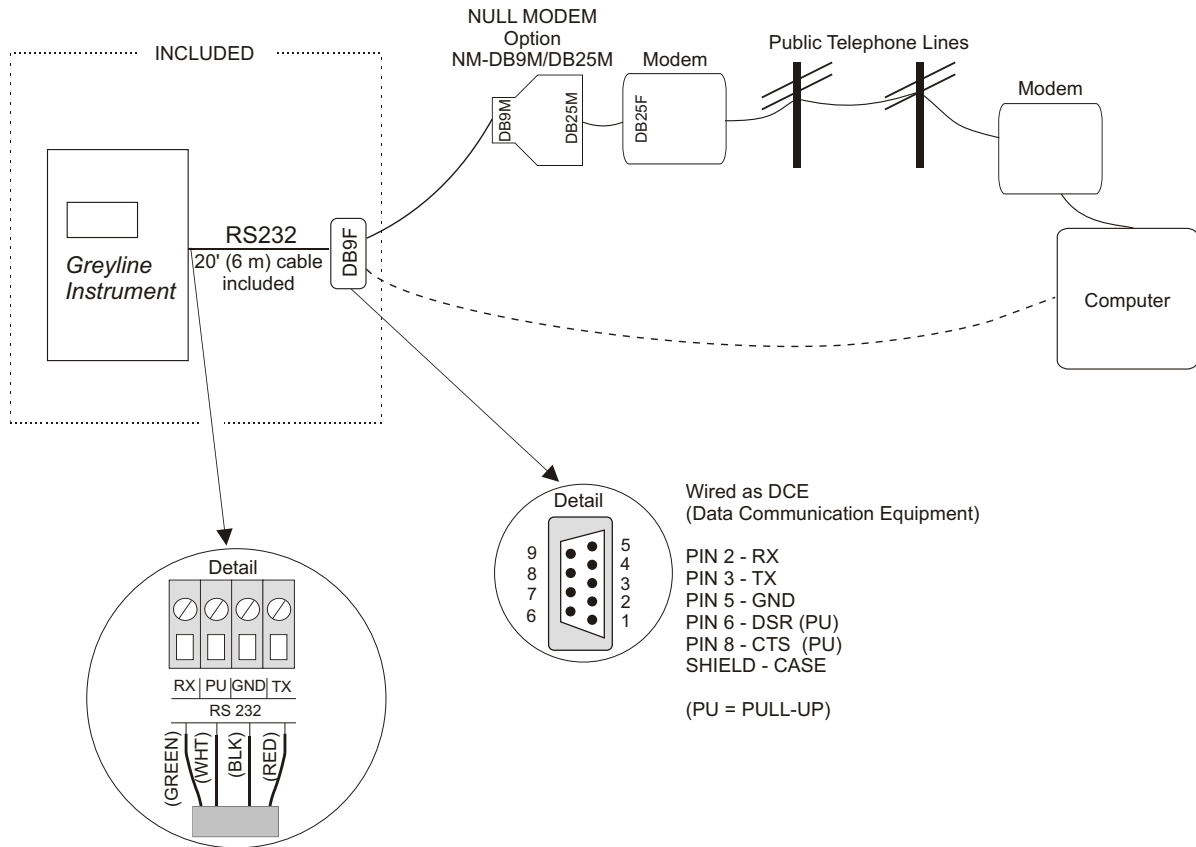 INCLUDED
NULL MODEM
Option
NM-DB9M/DB25M
Modem
Public Telephone Lines
Modem
DB9M
DB25M
DB25F
Greyline
Instrument
RS232
20' (6 m) cable
included
DB9F
Computer
Detail
RX PU GND TX
RS 232
(GREEN)
(WHT)
(BLK)
(RED)
Detail
9
8
7
6
5
4
3
2
1
Wired as DCE
(Data Communication Equipment)
PIN 2 - RX
PIN 3 - TX
PIN 5 - GND
PIN 6 - DSR (PU)
PIN 8 - CTS (PU)
SHIELD - CASE
(PU = PULL-UP)